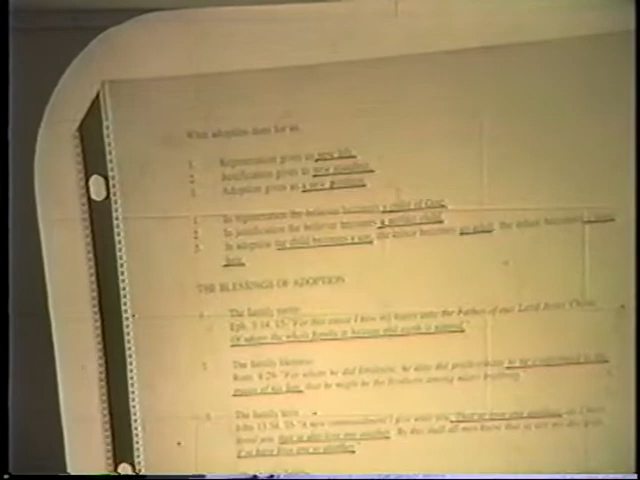 What adoption does for us.
1. Regeneration gives us new life.
2. Justification gives us new standing.
3. Adoption gives us a new position.
1. In regeneration the believer becomes a child of God.
2. In justification the believer becomes
3. In adoption the child becomes a son, the minor becomes an adult, the
heir.
THE BLESSINGS OF ADOPTION
1. The family name:
Eph. 3:14, 15 "For this cause I bow my knees unto the Father of our Lord Jesus Christ,
Of whom the whole family in heaven and earth is named."
2. The family likeness:
Rom. 8:29 "For whom he did foreknow, he also did predestinate to be conformed to the
image of his Son, that he might be the firstborn among many brethren."
3. The family love:
John 13:34, 35 "A new commandment I give unto you, That ye love one another; as I have
loved you, that ye also love one another. By this shall all men know that ye are my disciples,
if ye have love one to another."